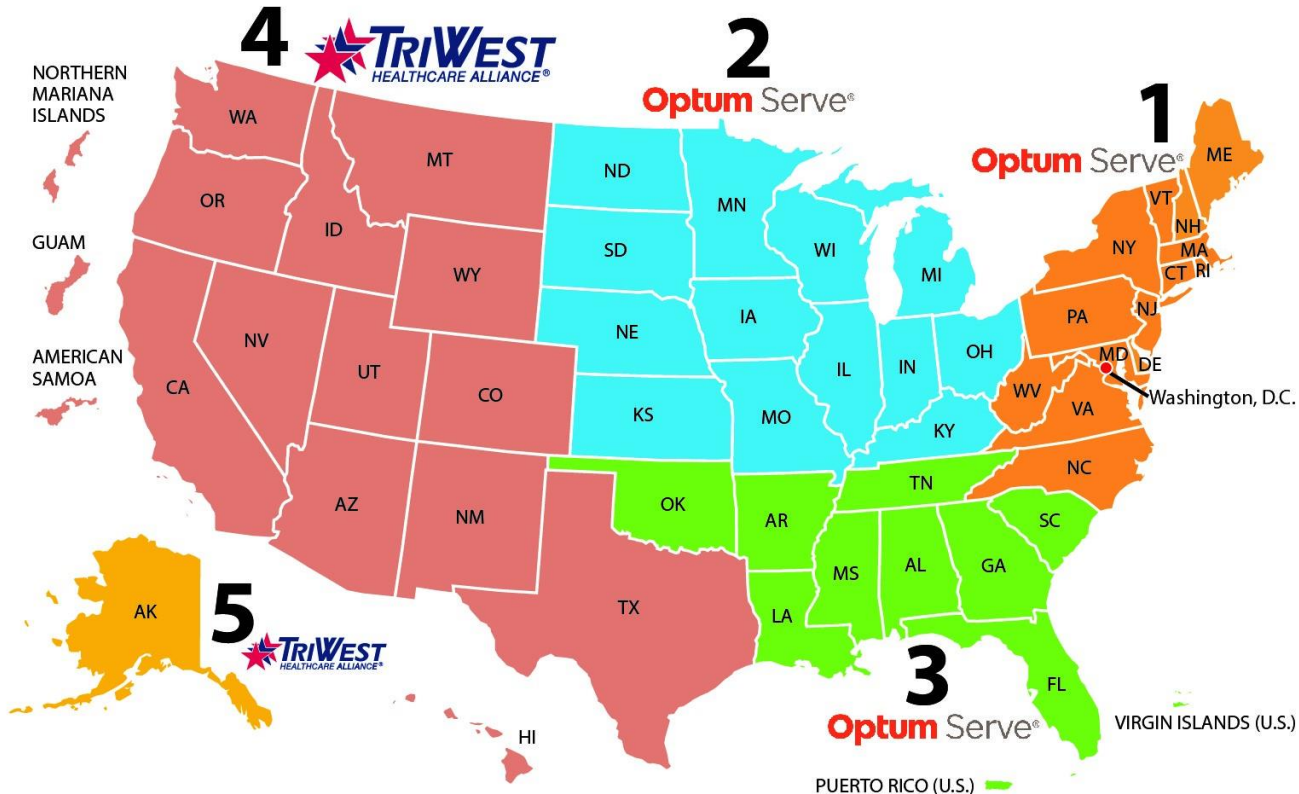 4
TRIWEST
HEALTHCARE ALLIANCE®
2
Optum Serve®
1
Optum Serve®
NORTHERN
MARIANA
ISLANDS
GUAM
AMERICAN
SAMOA
WA
OR
ID
MT
WY
NV
CA
UT
CO
AZ
NM
TX
HI
ND
SD
NE
KS
MN
IA
MO
WI
IL
MI
IN
OH
KY
ME
VT
NH
NY
MA
CT
RI
PA
NJ
MD
DE
WV
VA
NC
Washington, D.C.
OK
AR
LA
TN
MS
AL
GA
SC
FL
AK
5
TRIWEST
HEALTHCARE ALLIANCE®
3
Optum Serve®
VIRGIN ISLANDS (U.S.)
PUERTO RICO (U.S.)